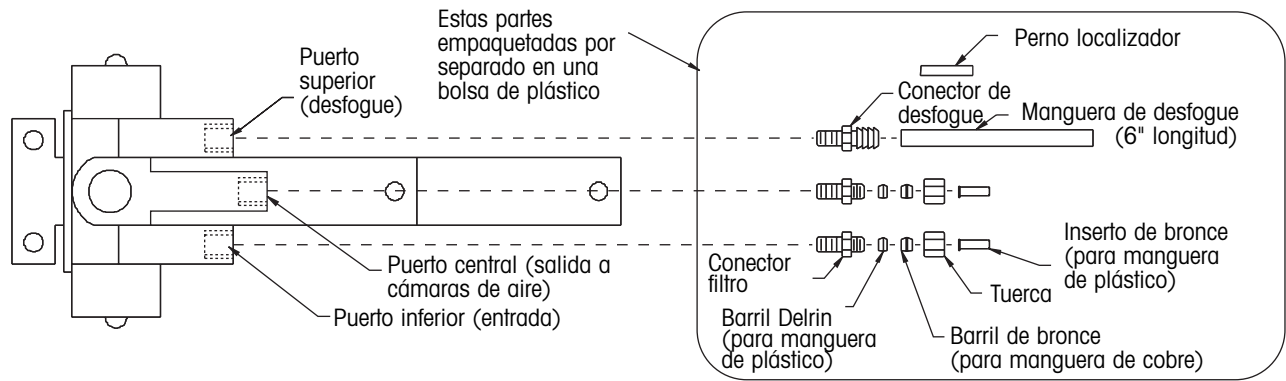 Puerto
superior
(desfogue)
Estas partes
empaquetadas por
separado en una
bolsa de plástico
Perno localizador
Conector de
desfogue
Manguera de desfogue
(6" longitud)
Puerto central (salida a
cámaras de aire)
Puerto inferior (entrada)
Conector
filtro
Barril Delrin
(para manguera
de plástico)
Barril de bronce
(para manguera de cobre)
Tuerca
Inserto de bronce
(para manguera
de plástico)